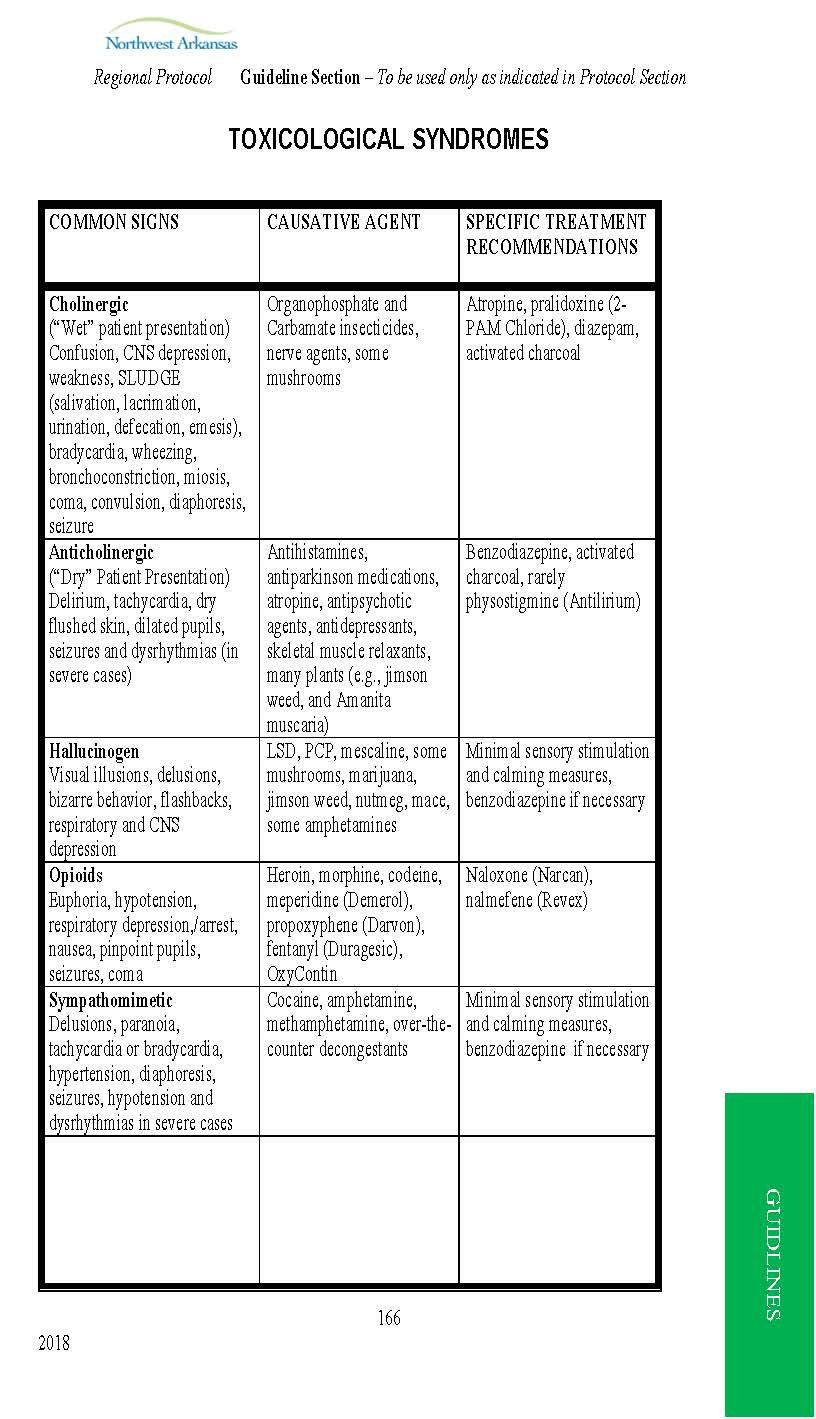 Northwest Arkansas
Regional Protocol Guideline Section – To be used only as indicated in Protocol Section
TOXICOLOGICAL SYNDROMES
COMMON SIGNS
CAUSATIVE AGENT
SPECIFIC TREATMENT
RECOMMENDATIONS
Cholinergic
(“Wet” patient presentation)
Confusion, CNS depression,
weakness, SLUDGE
(salivation, lacrimation,
urination, defecation, emesis),
bradycardia, wheezing,
bronchoconstriction, miosis,
coma, convulsion, diaphoresis,
seizure
Organophosphate and
Carbamate insecticides,
nerve agents, some
mushrooms
Atropine, pralidoxine (2-
PAM Chloride), diazepam,
activated charcoal
Anticholinergic
(“Dry” Patient Presentation)
Delirium, tachycardia, dry
flushed skin, dilated pupils,
seizures and dysrhythmias (in
severe cases)
Antihistamines,
antiparkinson medications,
atropine, antipsychotic
agents, antidepressants,
skeletal muscle relaxants,
many plants (e.g., jimson
weed, and Amanita
muscaria)
Benzodiazepine, activated
charcoal, rarely
physostigmine (Antilirium)
Hallucinogen
Visual illusions, delusions,
bizarre behavior, flashbacks,
respiratory and CNS
depression
LSD, PCP, mescaline, some
mushrooms, marijuana,
jimson weed, nutmeg, mace,
some amphetamines
Minimal sensory stimulation
and calming measures,
benzodiazepine if necessary
Opioids
Euphoria, hypotension,
respiratory depression,/arrest,
nausea, pinpoint pupils,
seizures, coma
Heroin, morphine, codeine,
meperidine (Demerol),
propoxyphene (Darvon),
fentanyl (Duragesic),
OxyContin
Naloxone (Narcan),
nalmefene (Revex)
Sympathomimetic
Delusions, paranoia,
tachycardia or bradycardia,
hypertension, diaphoresis,
seizures, hypotension and
dysrhythmias in severe cases
Cocaine, amphetamine,
methamphetamine, over-the-
counter decongestants
Minimal sensory stimulation
and calming measures,
benzodiazepine if necessary
GUIDLINES
166
2018